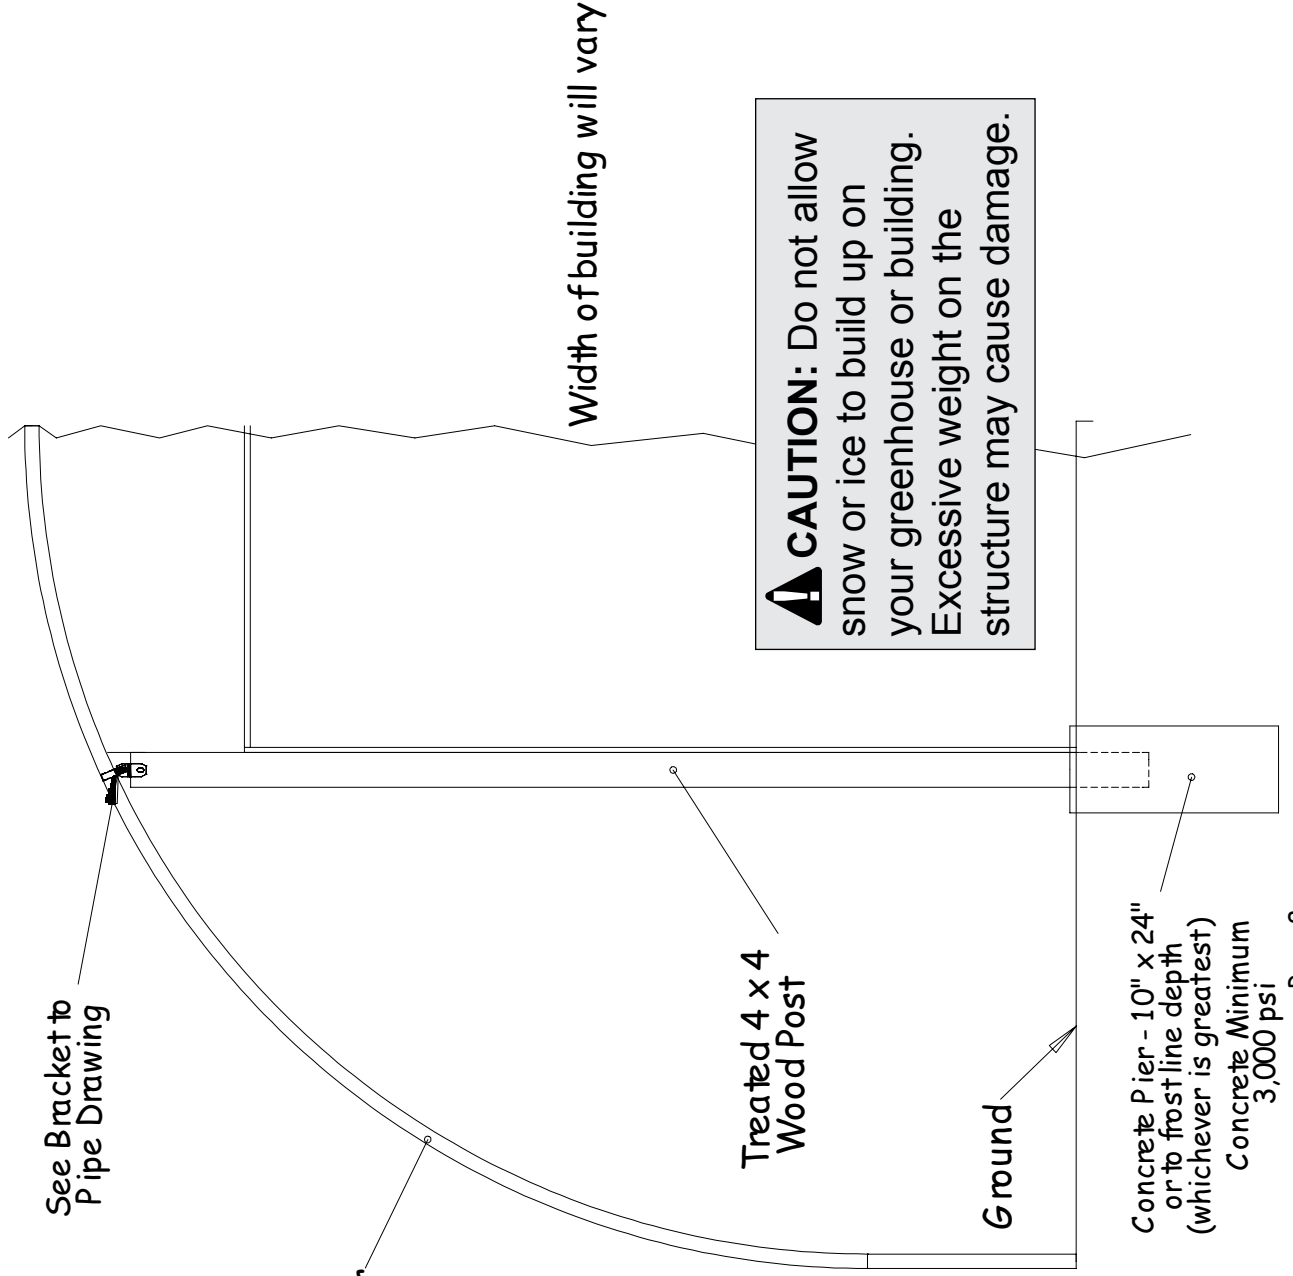 See Bracket to
Pipe Drawing
Width of building will vary
CAUTION: Do not allow
snow or ice to build up on
your greenhouse or building.
Excessive weight on the
structure may cause damage.
Treated 4 x 4
Wood Post
Ground
Concrete Pier - 10" x 24"
or to frost line depth
(whichever is greatest)
Concrete Minimum
3,000 psi